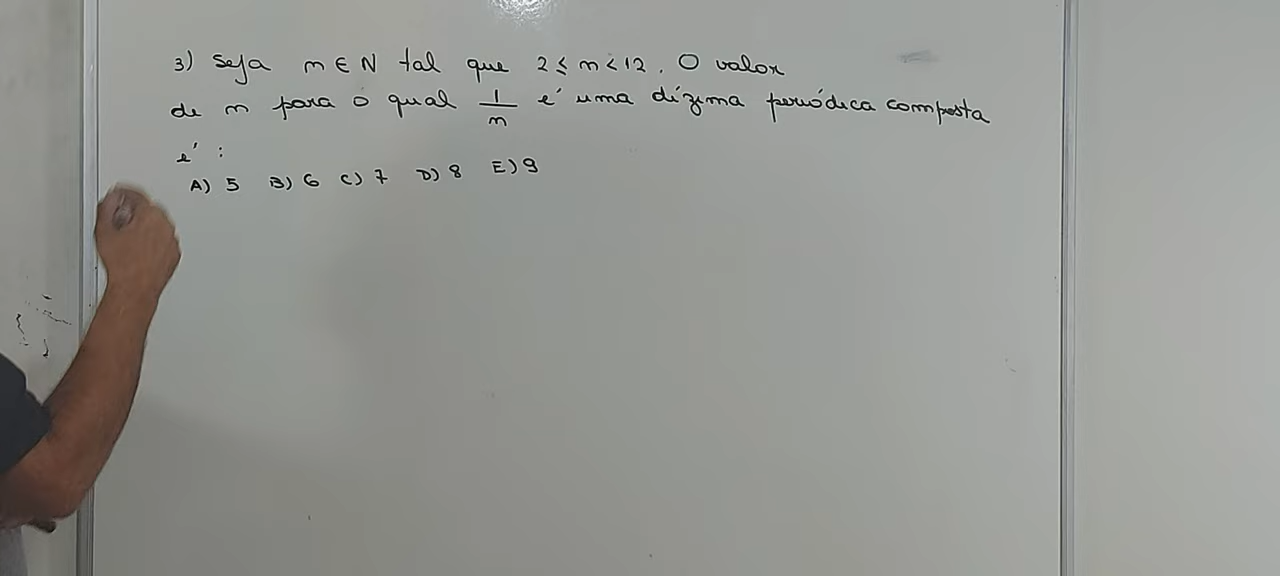 3) Seja n ∈ N tal que 2 ≤ n < 12. O valor
de n para o qual 1/n é uma dízima periódica composta
é :
A) 5 B) 6 C) 7 D) 8 E) 9